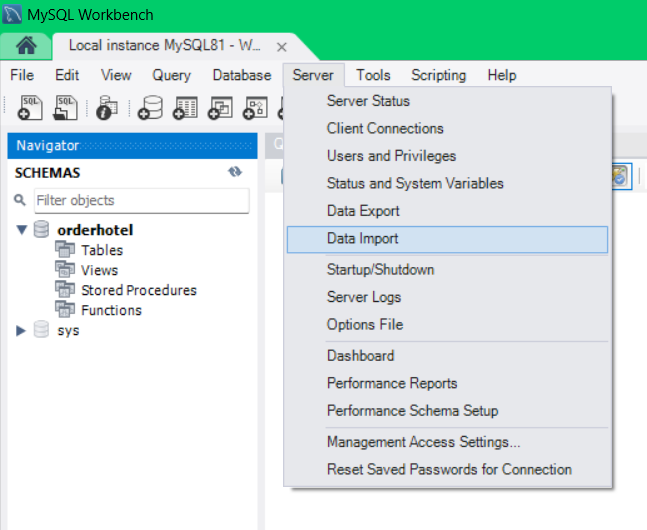 MySQL Workbench
Local instance MySQL81 - W...
File Edit View Query Database Server Tools Scripting Help
SQL SQL
Navigator
SCHEMAS
Filter objects
orderhotel
Tables
Views
Stored Procedures
Functions
sys
Server Status
Client Connections
Users and Privileges
Status and System Variables
Data Export
Data Import
Startup/Shutdown
Server Logs
Options File
Dashboard
Performance Reports
Performance Schema Setup
Management Access Settings...
Reset Saved Passwords for Connection